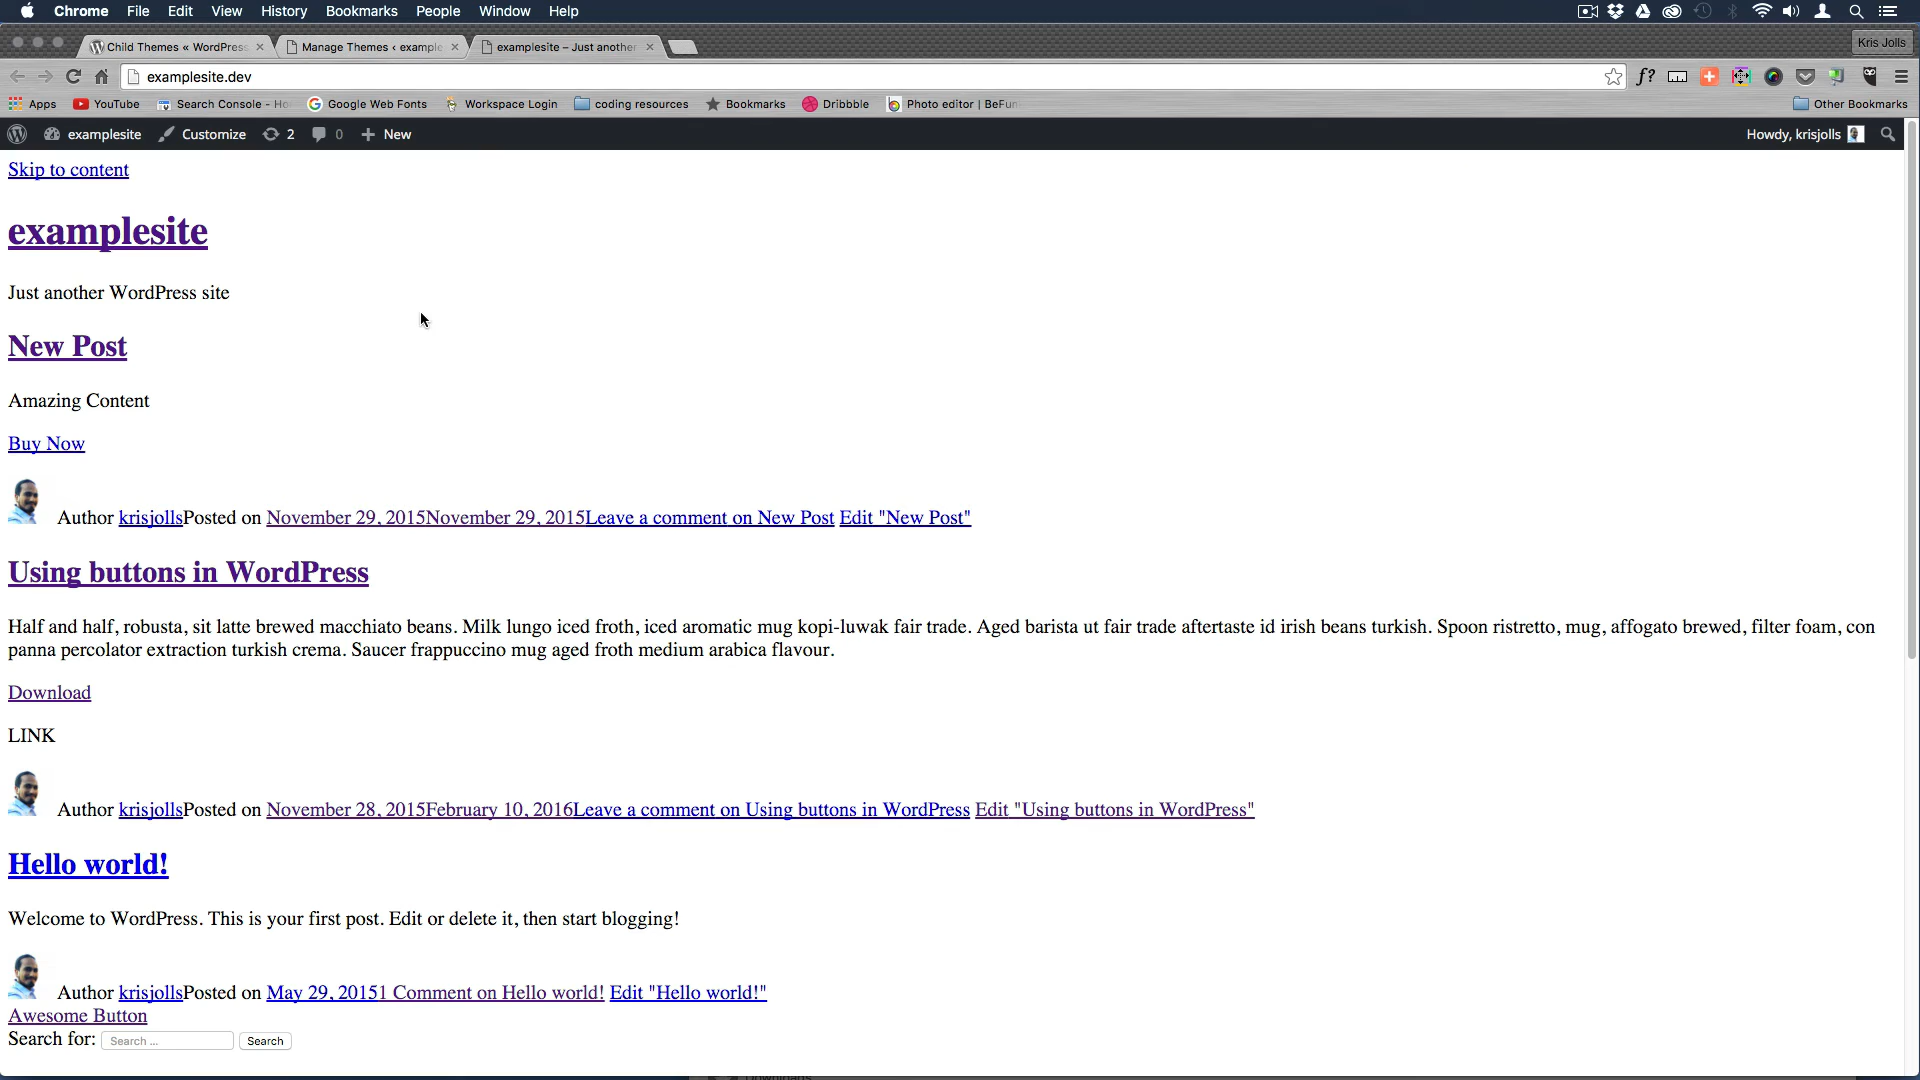 Chrome File Edit View History Bookmarks People Window Help
Child Themes « WordPress Manage Themes ‹ example examplesite – Just another Kris Jolls
examplesite.dev f?
Apps YouTube Search Console - Ho Google Web Fonts Workspace Login coding resources Bookmarks Dribbble Photo editor | BeFun Other Bookmarks
examplesite Customize 2 0 New Howdy, krisjolls
Skip to content
examplesite
Just another WordPress site
New Post
Amazing Content
Buy Now
Author krisjollsPosted on November 29, 2015November 29, 2015Leave a comment on New Post Edit "New Post"
Using buttons in WordPress
Half and half, robusta, sit latte brewed macchiato beans. Milk lungo iced froth, iced aromatic mug kopi-luwak fair trade. Aged barista ut fair trade aftertaste id irish beans turkish. Spoon ristretto, mug, affogato brewed, filter foam, con
panna percolator extraction turkish crema. Saucer frappuccino mug aged froth medium arabica flavour.
Download
LINK
Author krisjollsPosted on November 28, 2015February 10, 2016Leave a comment on Using buttons in WordPress Edit "Using buttons in WordPress"
Hello world!
Welcome to WordPress. This is your first post. Edit or delete it, then start blogging!
Author krisjollsPosted on May 29, 20151 Comment on Hello world! Edit "Hello world!"
Awesome Button
Search for: Search ... Search